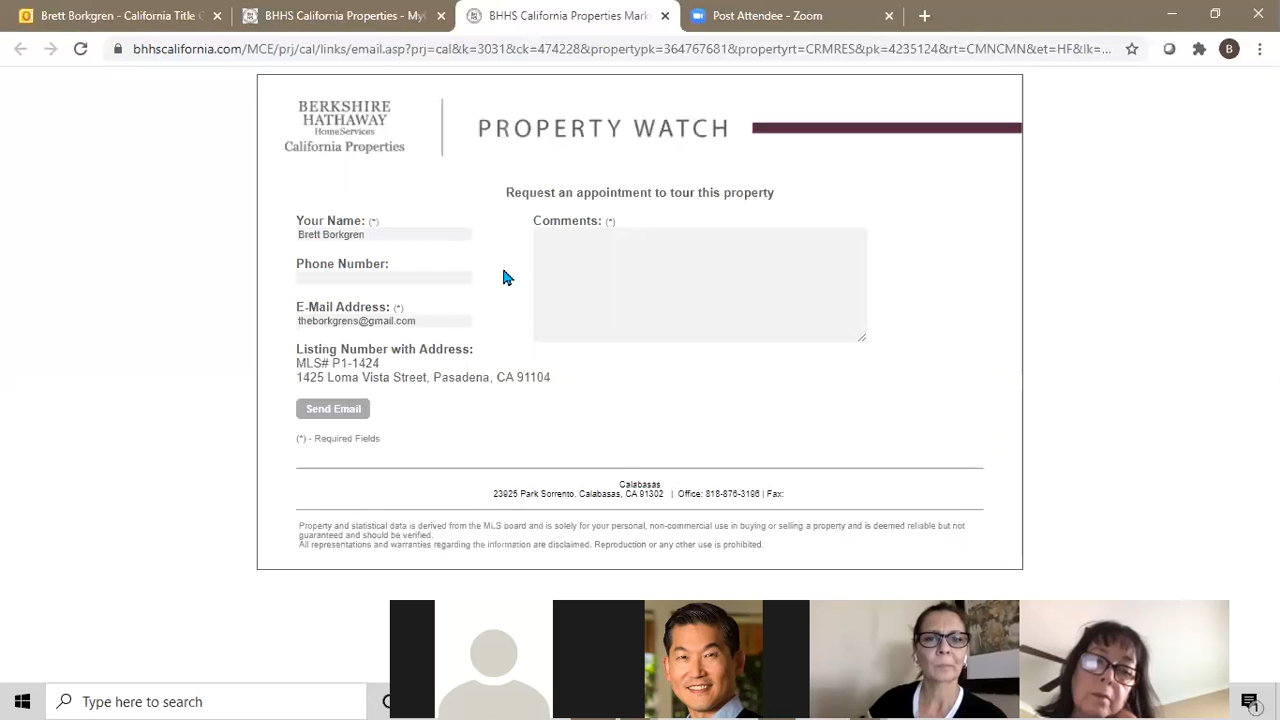 BORG Design - YOUR ONE
BHHS California Properties - My
BHHS California Properties Mark
Post Attendee - Zoom
bhhscalifornia.com/MCE/prj/cal/links/email.asp?prj=cal&k=3031&ck=474228&propertypk=364767681&propertyrt=CRMRES&pk=4235124&rt=CMNCMN&et=HF&lk=...
B
BERKSHIRE
HATHAWAY
HomeServices
California Properties
PROPERTY WATCH
Request an appointment to tour this property
Your Name: (*)
Brett Borkgren
Phone Number:
E-Mail Address: (*)
theborkgrens@gmail.com
Comments: (*)
Listing Number with Address:
MLS# P1-1424
1425 Loma Vista Street, Pasadena, CA 91104
Send Email
(*) - Required Fields
Calabasas
23925 Park Sorrento, Calabasas, CA 91302 | Office: 818-876-3196 | Fax:
Property and statistical data is derived from the MLS board and is solely for your personal, non-commercial use in buying or selling a property and is deemed reliable but not
guaranteed and should be verified.
All representations and warranties regarding the information are disclaimed. Reproduction or any other use is prohibited.
Type here to search
1